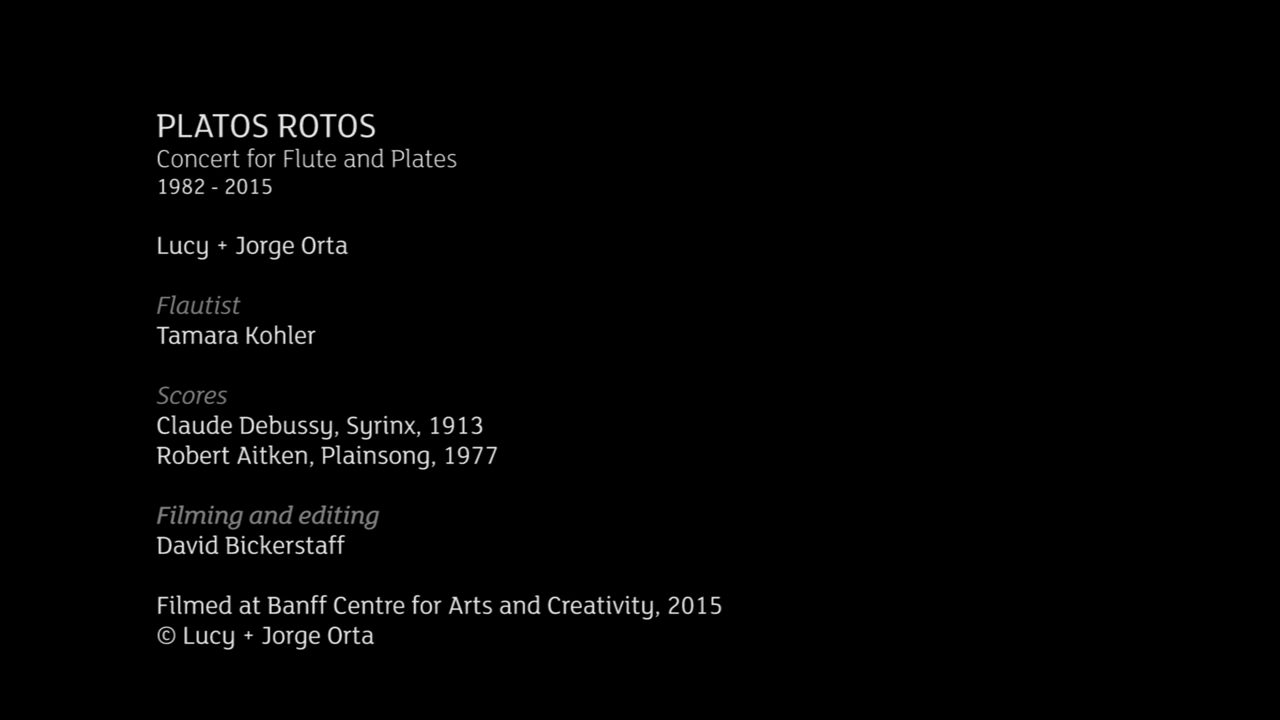 PLATOS ROTOS
Concert for Flute and Plates
1982 - 2015
Lucy + Jorge Orta
Flautist
Tamara Kohler
Scores
Claude Debussy, Syrinx, 1913
Robert Aitken, Plainsong, 1977
Filming and editing
David Bickerstaff
Filmed at Banff Centre for Arts and Creativity, 2015
© Lucy + Jorge Orta